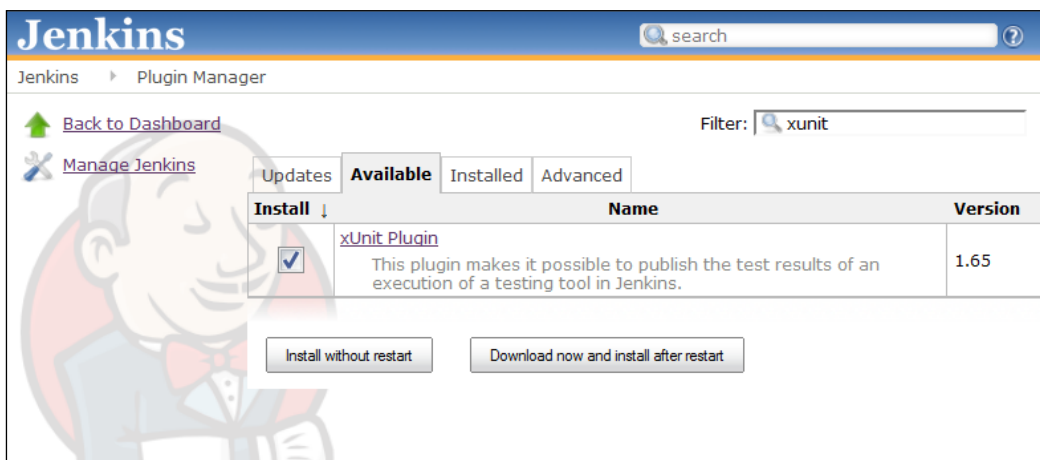 Jenkins
search
Jenkins Plugin Manager
Back to Dashboard
Filter: xunit
Manage Jenkins
Updates Available Installed Advanced
Install ↓ Name Version
xUnit Plugin
This plugin makes it possible to publish the test results of an
execution of a testing tool in Jenkins.
1.65
Install without restart Download now and install after restart